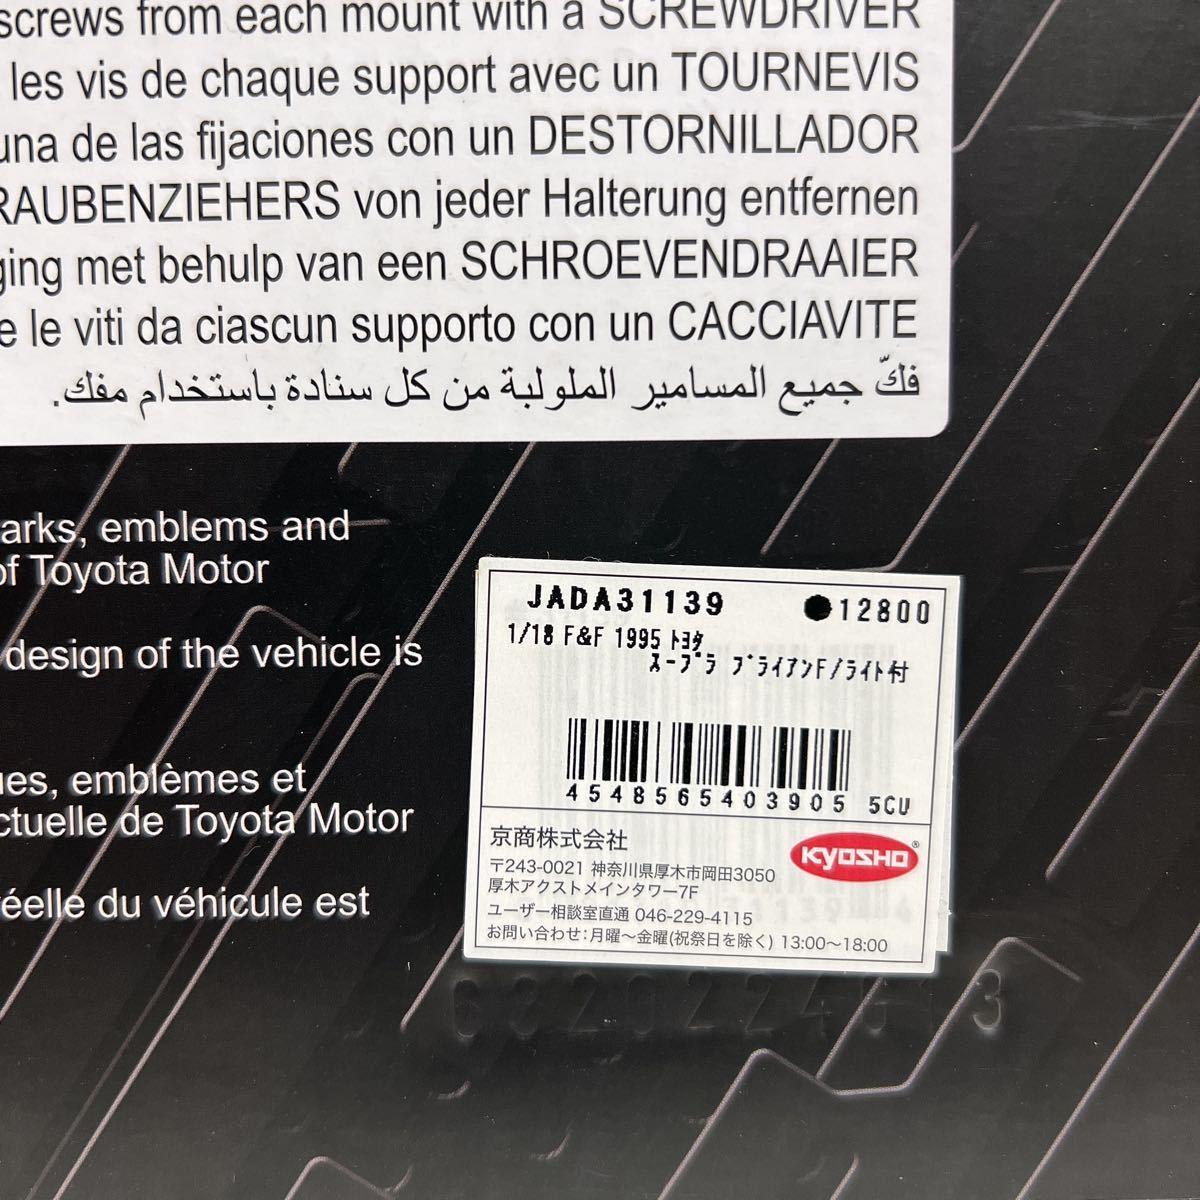 screws from each mount with a SCREWDRIVER
les vis de chaque support avec un TOURNEVIS
una de las fijaciones con un DESTORNILLADOR
RAUBENZIEHERS von jeder Halterung entfernen
ging met behulp van een SCHROEVENDRAAIER
e le viti da ciascun supporto con un CACCIAVITE
فكّ جميع المسامير الملولبة من كل سنادة باستخدام مفك.
arks, emblems and
of Toyota Motor
design of the vehicle is
ues, emblèmes et
ctuelle de Toyota Motor
éelle du véhicule est
JADA31139 ●12800
1/18 F&F 1995 ﾄﾖﾀ
ｽｰﾌﾟﾗ ﾌﾞﾗｲｱﾝF/ﾗｲﾄ付
4548565403905 5CU
京商株式会社
KYOSHO®
〒243-0021 神奈川県厚木市岡田3050
厚木アクストメインタワー7F
ユーザー相談室直通 046-229-4115
お問い合わせ:月曜〜金曜(祝祭日を除く) 13:00〜18:00